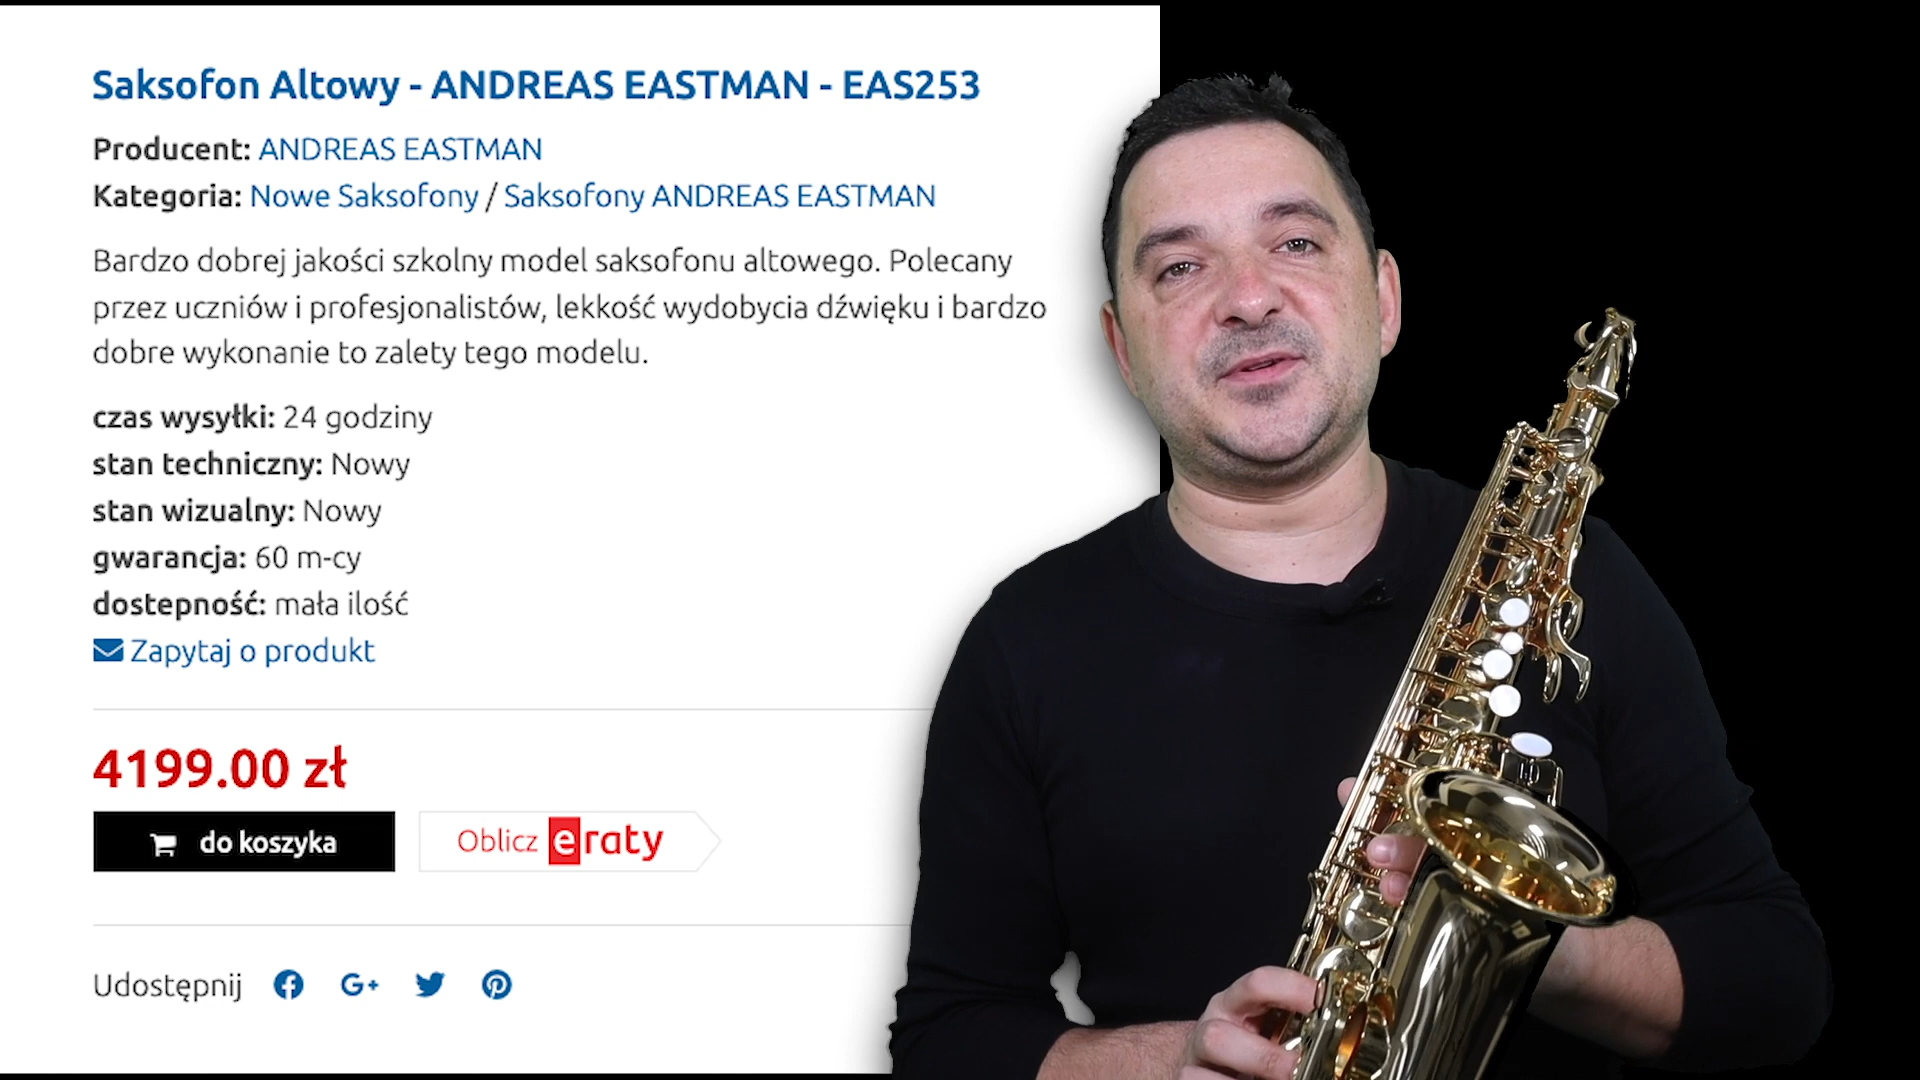 Saksofon Altowy - ANDREAS EASTMAN - EAS253
Producent: ANDREAS EASTMAN
Kategoria: Nowe Saksofony / Saksofony ANDREAS EASTMAN
Bardzo dobrej jakości szkolny model saksofonu altowego. Polecany
przez uczniów i profesjonalistów, lekkość wydobycia dźwięku i bardzo
dobre wykonanie to zalety tego modelu.
czas wysyłki: 24 godziny
stan techniczny: Nowy
stan wizualny: Nowy
gwarancja: 60 m-cy
dostepność: mała ilość
Zapytaj o produkt
4199.00 zł
do koszyka
Oblicz eraty
Udostępnij G+